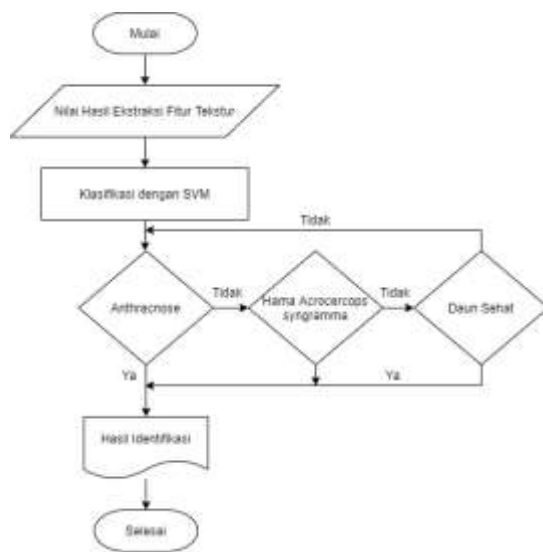 Mulai
Nilai Hasil Ekstraksi Fitur Tekstur
Klasifikasi dengan SVM
Tidak
Anthracnose
Tidak
Hama Acrocercops
syngramma
Tidak
Daun Sehat
Ya
Ya
Hasil Identifikasi
Selesai